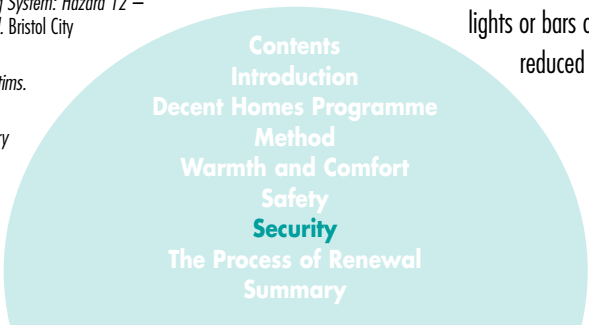 System: Hazard 12 –
Bristol City
tims.
lights or bars
reduced
Contents
Introduction
Decent Homes Programme
Method
Warmth and Comfort
Safety
Security
The Process of Renewal
Summary